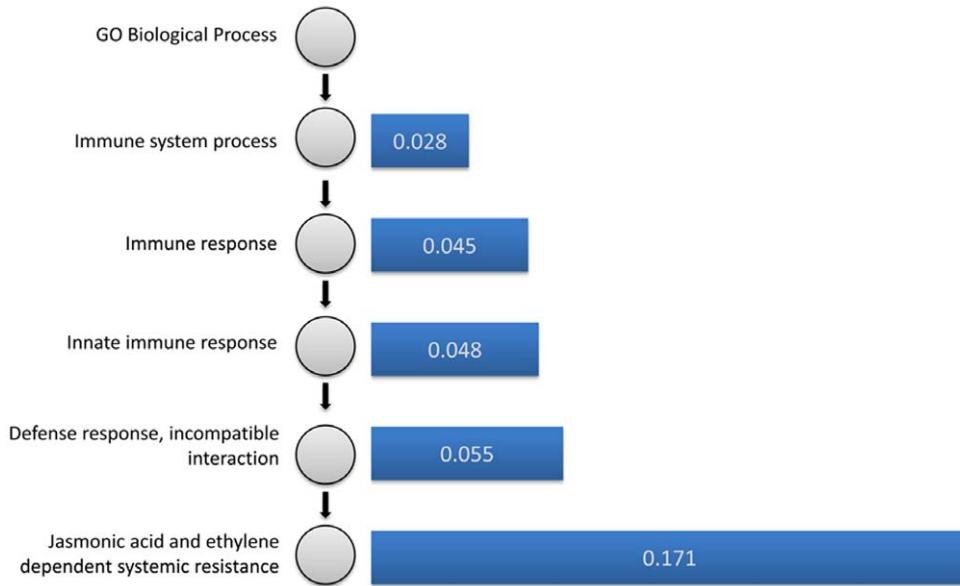 GO Biological Process
Immune system process
0.028
Immune response
0.045
Innate immune response
0.048
Defense response, incompatible
interaction
0.055
Jasmonic acid and ethylene
dependent systemic resistance
0.171